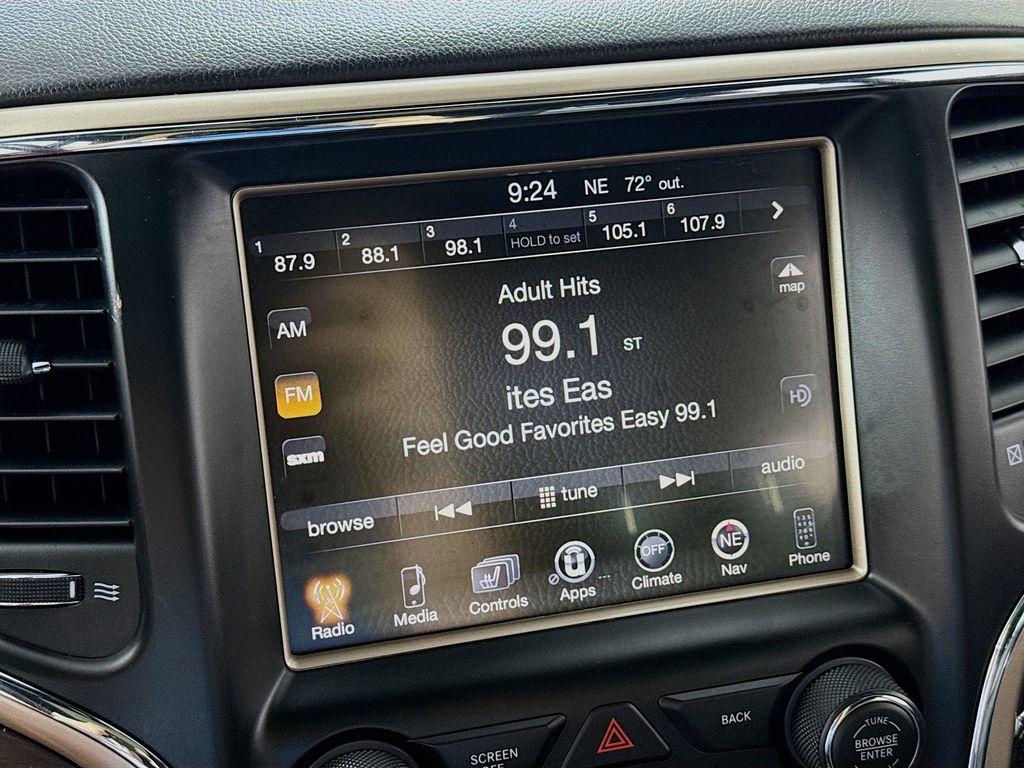 9:24 NE 72° out.
1 87.9 2 88.1 3 98.1 4 HOLD to set 5 105.1 6 107.9
Adult Hits
map
AM
99.1 ST
FM
ites Eas
HD
Feel Good Favorites Easy 99.1
sxm
browse tune audio
Radio Media Controls Apps OFF Climate NE Nav Phone
SCREEN
OFF
BACK
TUNE
BROWSE
ENTER